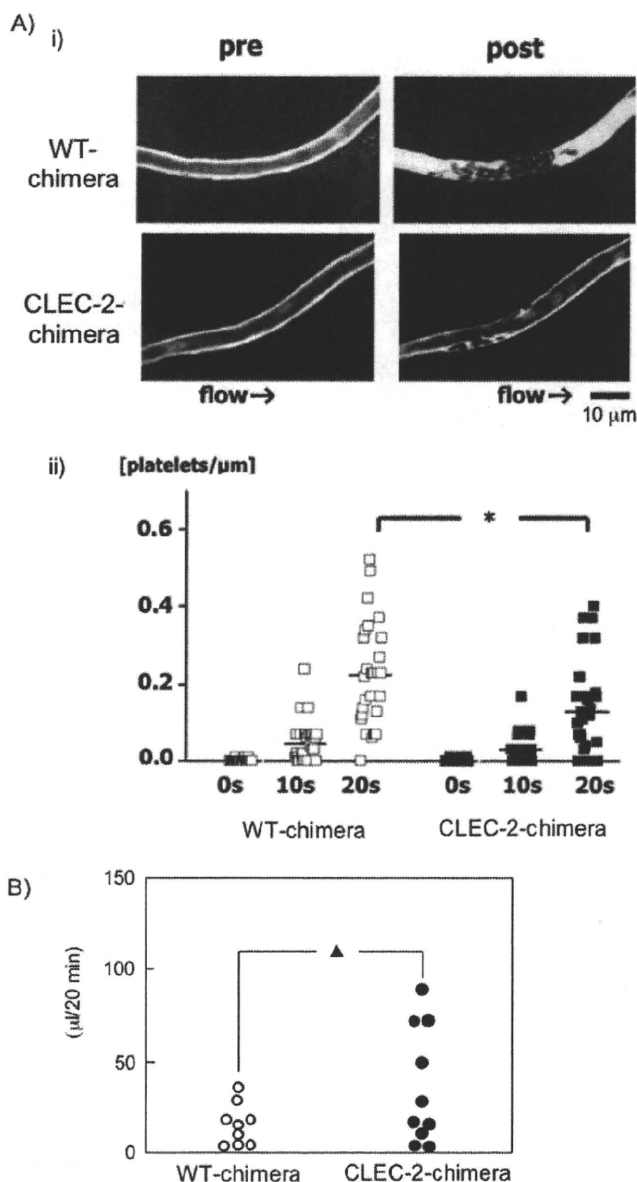 A)
i)
pre
post
WT-
chimera
CLEC-2-
chimera
flow→
flow→
10 μm
ii)
[platelets/μm]
0.6
*
0.4
0.2
0.0
0s
10s
20s
0s
10s
20s
WT-chimera
CLEC-2-chimera
B)
150
▲
100
(μl/20 min)
50
0
WT-chimera
CLEC-2-chimera